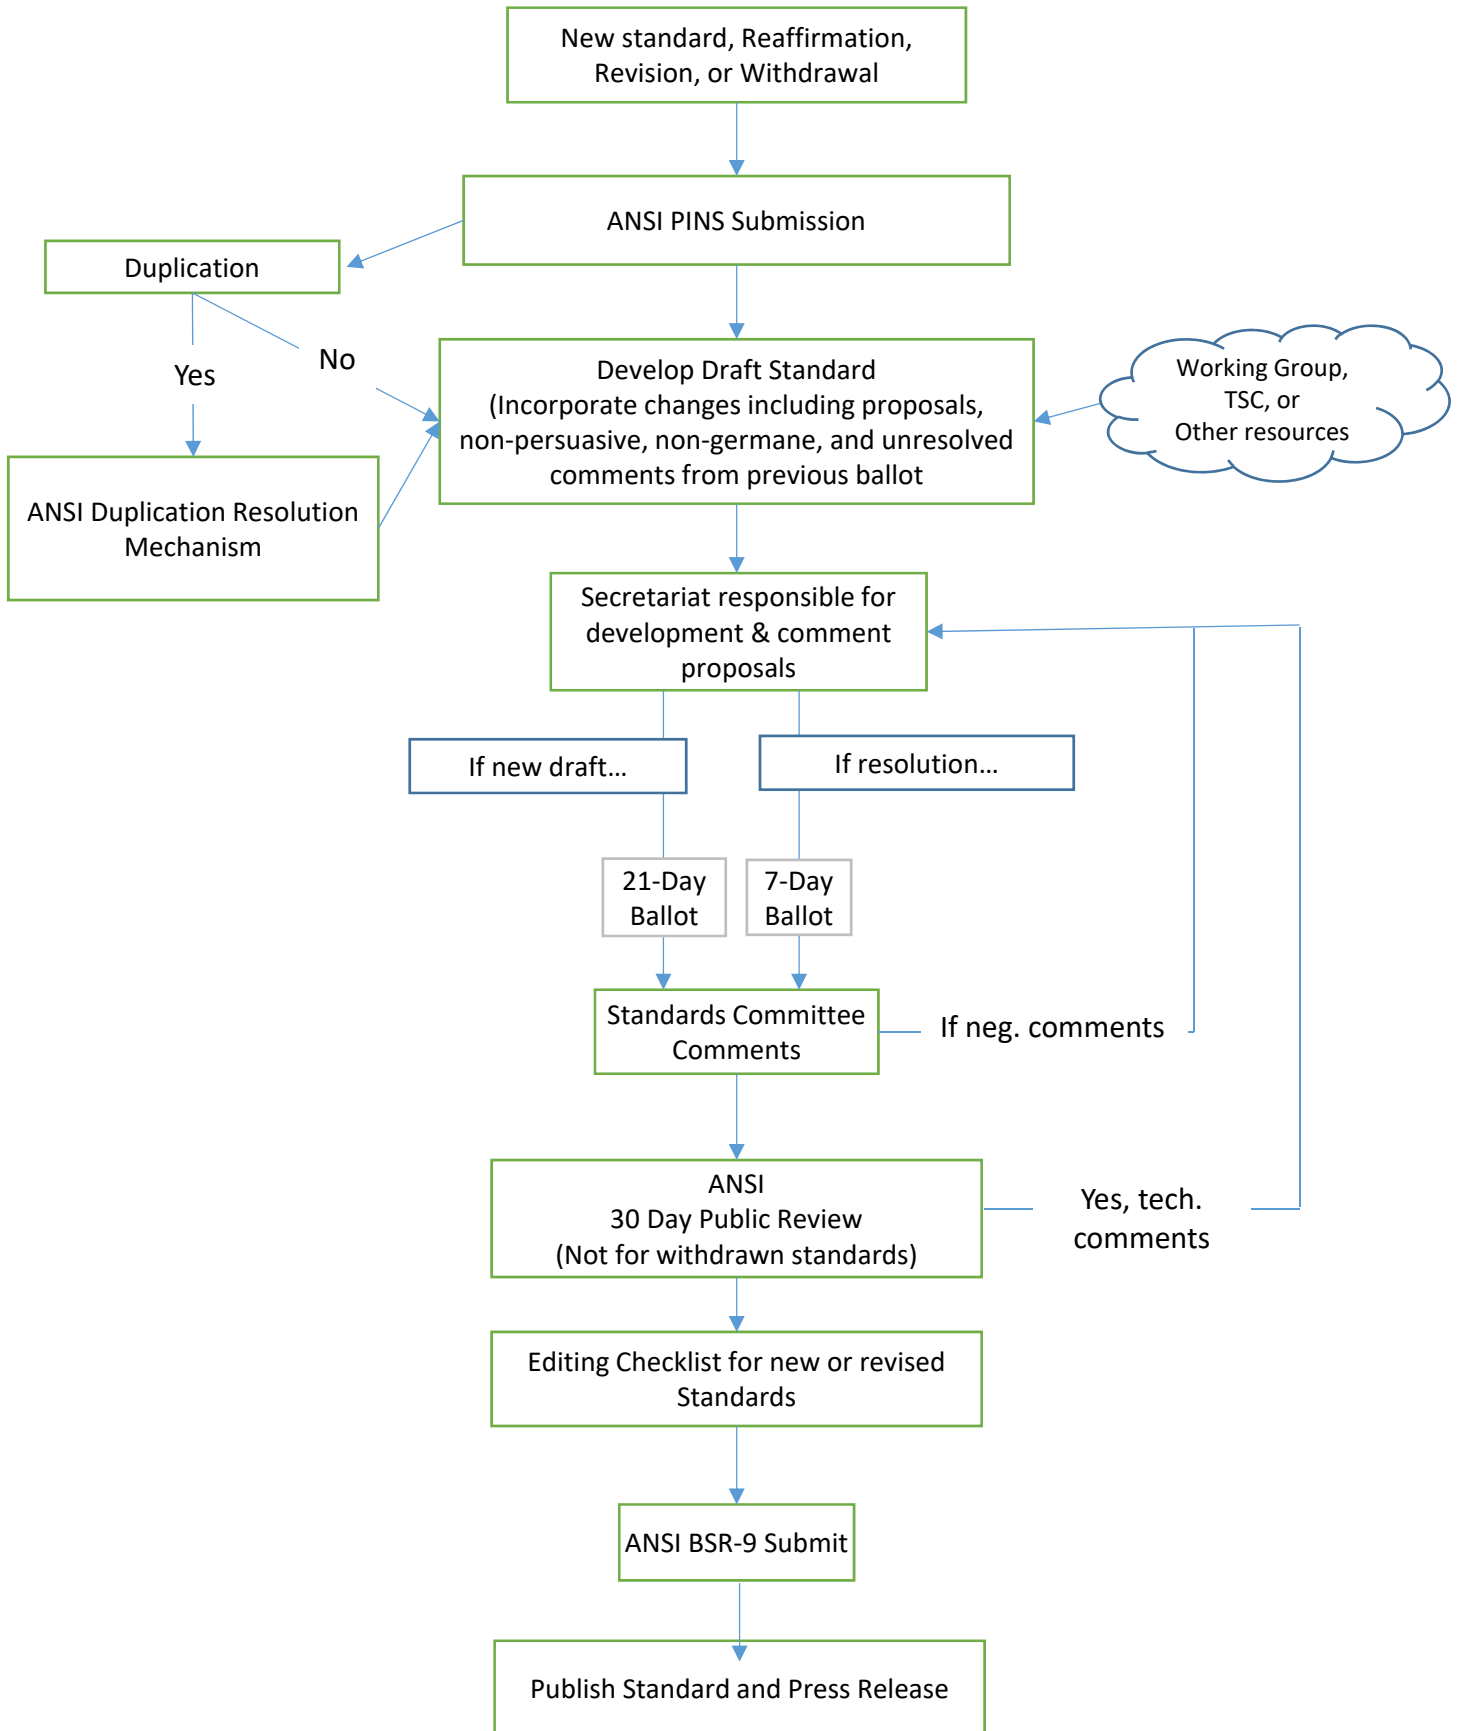 New standard, Reaffirmation,
Revision, or Withdrawal
ANSI PINS Submission
Duplication
Yes
No
Develop Draft Standard
(Incorporate changes including proposals,
non-persuasive, non-germane, and unresolved
comments from previous ballot
Working Group,
TSC, or
Other resources
ANSI Duplication Resolution
Mechanism
Secretariat responsible for
development & comment
proposals
If new draft…
If resolution…
21-Day
Ballot
7-Day
Ballot
Standards Committee
Comments
If neg. comments
ANSI
30 Day Public Review
(Not for withdrawn standards)
Yes, tech.
comments
Editing Checklist for new or revised
Standards
ANSI BSR-9 Submit
Publish Standard and Press Release